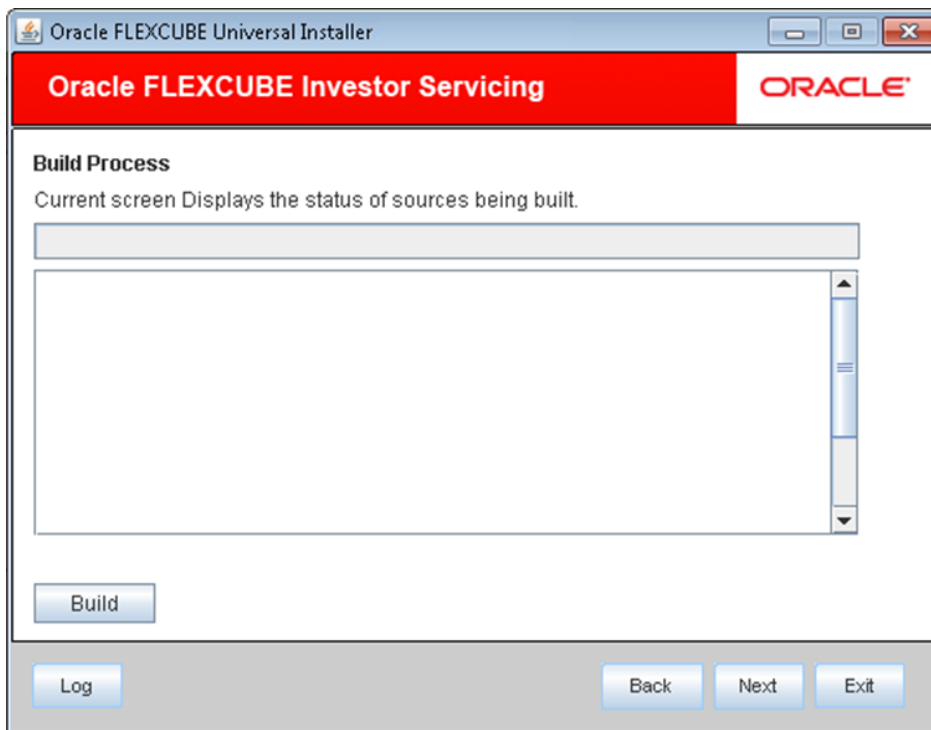 Oracle FLEXCUBE Universal Installer
Oracle FLEXCUBE Investor Servicing
ORACLE
Build Process
Current screen Displays the status of sources being built.
Build
Log
Back
Next
Exit